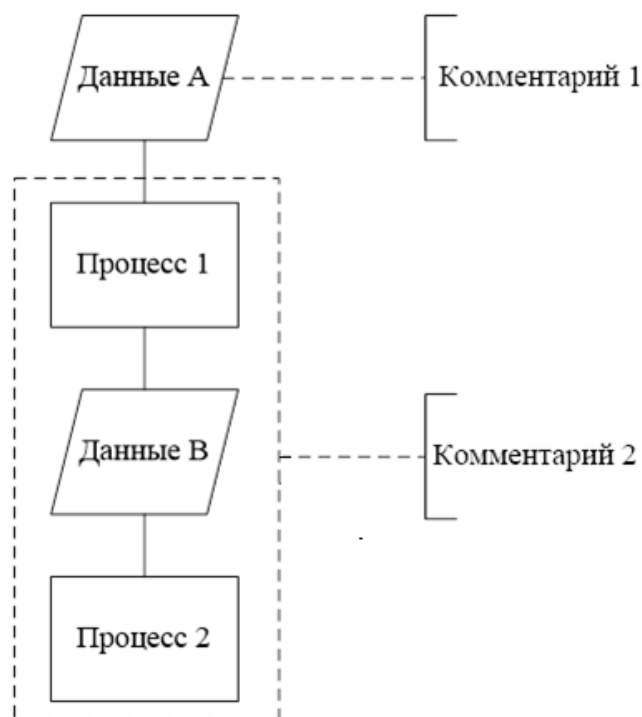 Данные А
Комментарий 1
Процесс 1
Данные В
Комментарий 2
Процесс 2